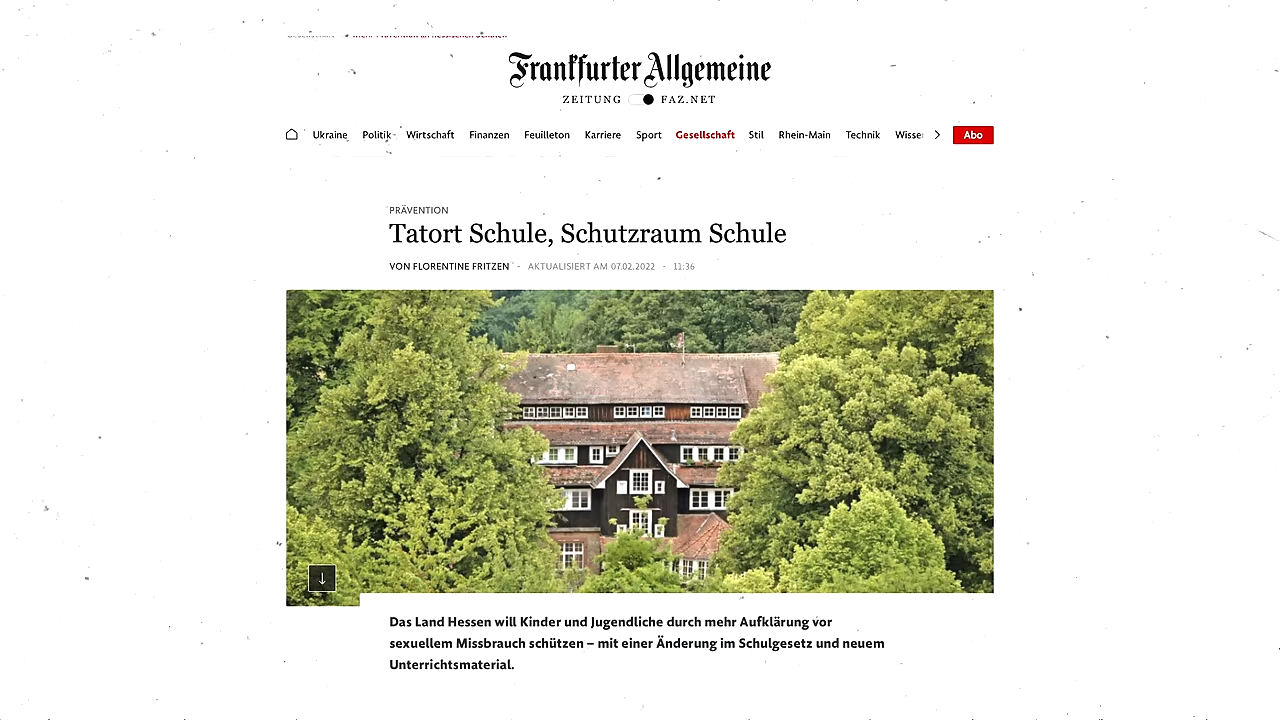 Frankfurter Allgemeine
ZEITUNG FAZ.NET
Ukraine Politik Wirtschaft Finanzen Feuilleton Karriere Sport Gesellschaft Stil Rhein-Main Technik Abo
PRÄVENTION
Tatort Schule, Schutzraum Schule
VON FLORENTINE FRITZEN - AKTUALISIERT AM 07.02.2022 - 11:36
Das Land Hessen will Kinder und Jugendliche durch mehr Aufklärung vor
sexuellem Missbrauch schützen – mit einer Änderung im Schulgesetz und neuem
Unterrichtsmaterial.